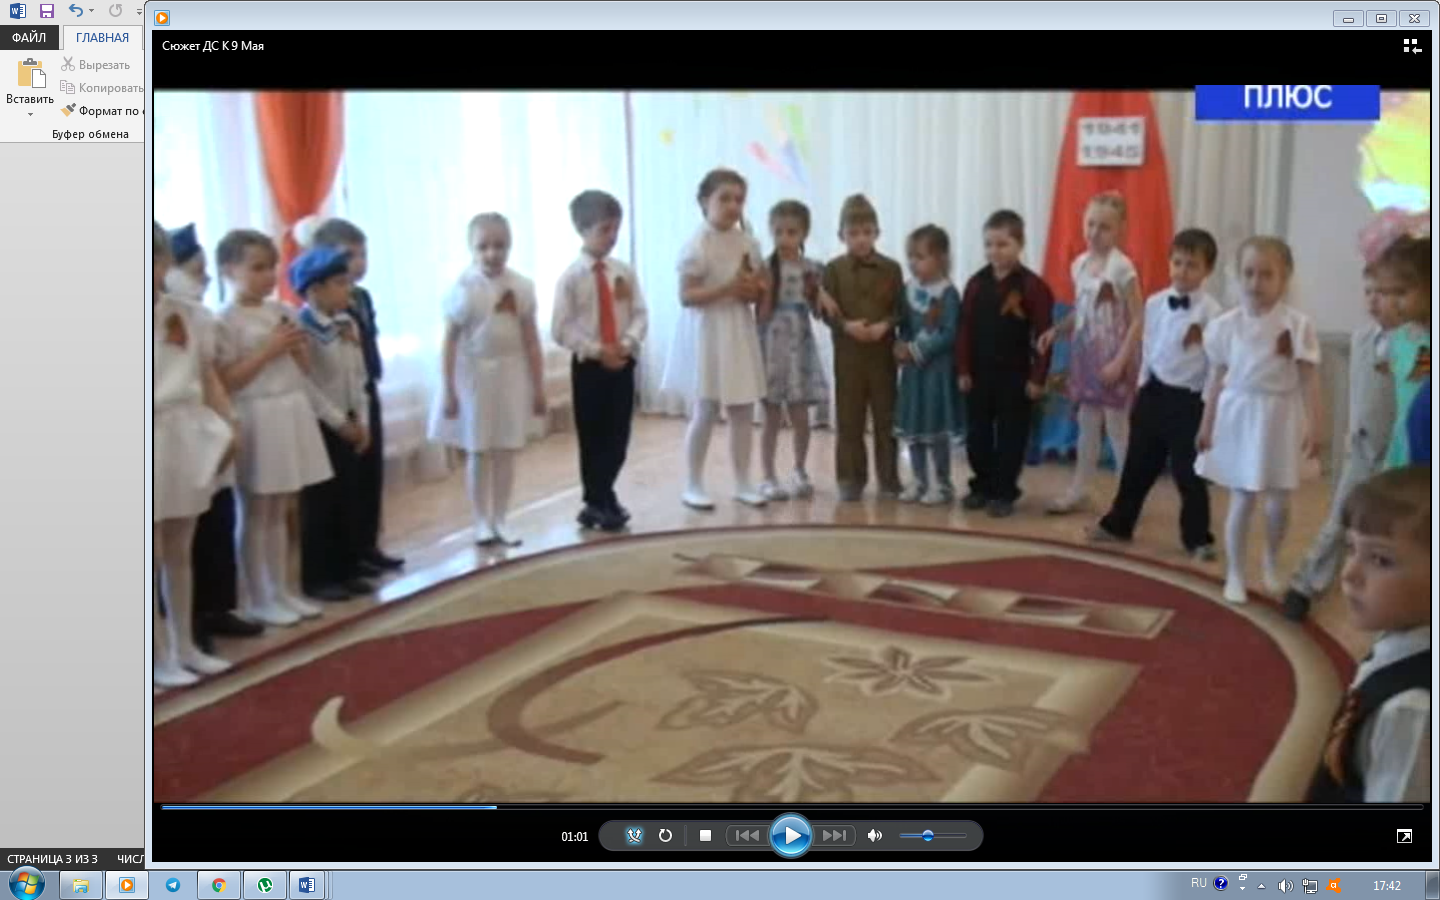 ФАЙЛ
ГЛАВНАЯ
Вставить
Вырезать
Копировать
Формат по
Буфер обмена
Сюжет ДС К 9 Мая
ПЛЮС
1941
1945
01:01
СТРАНИЦА 3 ИЗ 3
ЧИСЛ
RU
17:42